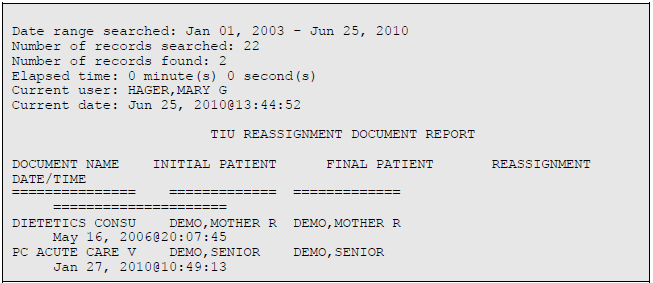 Date range searched: Jan 01, 2003 - Jun 25, 2010
Number of records searched: 22
Number of records found: 2
Elapsed time: 0 minute(s) 0 second(s)
Current user: HAGER,MARY G
Current date: Jun 25, 2010@13:44:52
TIU REASSIGNMENT DOCUMENT REPORT
DOCUMENT NAME    INITIAL PATIENT      FINAL PATIENT       REASSIGNMENT
DATE/TIME
===============    =============  =============
=====================
DIETETICS CONSU    DEMO,MOTHER R  DEMO,MOTHER R
May 16, 2006@20:07:45
PC ACUTE CARE V    DEMO,SENIOR    DEMO,SENIOR
Jan 27, 2010@10:49:13